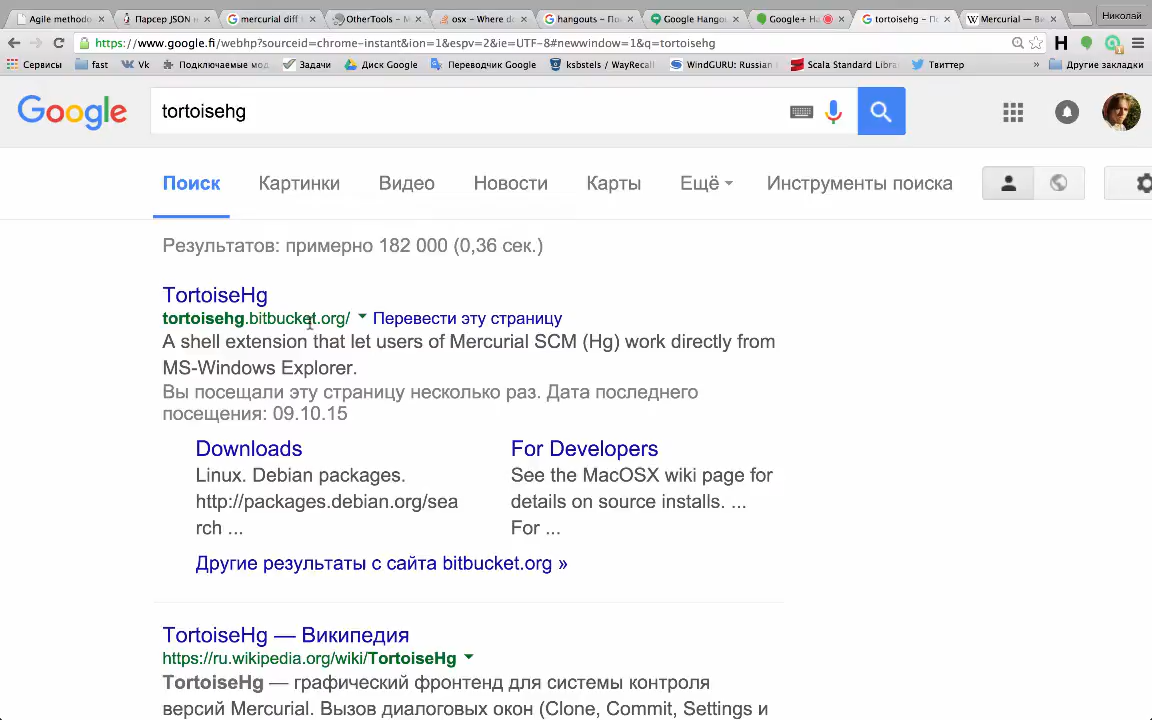 Agile methodo
Парсер JSON
mercurial diff
OtherTools – M
osx - Where do
hangouts - По
Google Hangou
Google+ Ha
tortoisehg - По
Mercurial — Ви
Николай
https://www.google.fi/webhp?sourceid=chrome-instant&ion=1&espv=2&ie=UTF-8#newwindow=1&q=tortoisehg
Сервисы fast Vk Подключаемые мод Задачи Диск Google Переводчик Google ksbstels / WayRecall WindGURU: Russian Scala Standard Libra Твиттер » Другие закладки
Google
tortoisehg
Поиск Картинки Видео Новости Карты Ещё Инструменты поиска
Результатов: примерно 182 000 (0,36 сек.)
TortoiseHg
tortoisehg.bitbucket.org/ Перевести эту страницу
A shell extension that let users of Mercurial SCM (Hg) work directly from
MS-Windows Explorer.
Вы посещали эту страницу несколько раз. Дата последнего
посещения: 09.10.15
Downloads
Linux. Debian packages.
http://packages.debian.org/sea
rch ...
For Developers
See the MacOSX wiki page for
details on source installs. ...
For ...
Другие результаты с сайта bitbucket.org »
TortoiseHg — Википедия
https://ru.wikipedia.org/wiki/TortoiseHg
TortoiseHg — графический фронтенд для системы контроля
версий Mercurial. Вызов диалоговых окон (Clone, Commit, Settings и